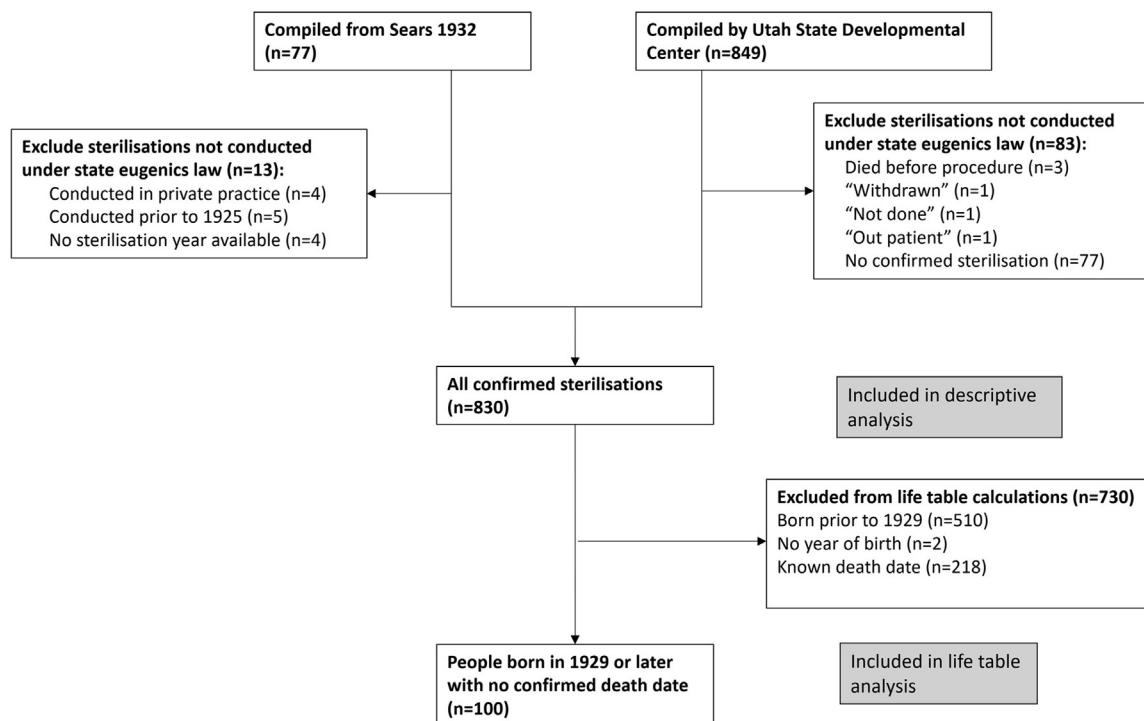 Compiled from Sears 1932
(n=77)
Compiled by Utah State Developmental
Center (n=849)
Exclude sterilisations not conducted
under state eugenics law (n=13):
Conducted in private practice (n=4)
Conducted prior to 1925 (n=5)
No sterilisation year available (n=4)
Exclude sterilisations not conducted
under state eugenics law (n=83):
Died before procedure (n=3)
“Withdrawn” (n=1)
“Not done” (n=1)
“Out patient” (n=1)
No confirmed sterilisation (n=77)
All confirmed sterilisations
(n=830)
Included in descriptive
analysis
Excluded from life table calculations (n=730)
Born prior to 1929 (n=510)
No year of birth (n=2)
Known death date (n=218)
People born in 1929 or later
with no confirmed death date
(n=100)
Included in life table
analysis